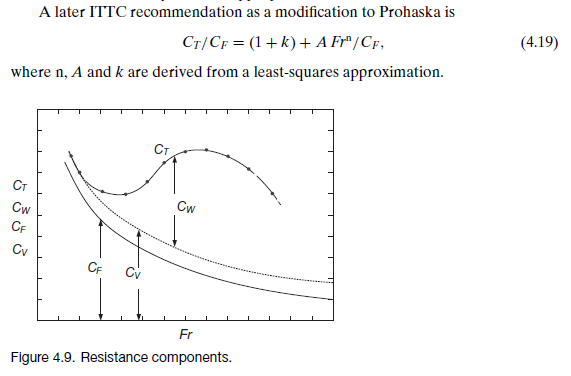 A later ITTC recommendation as a modification to Prohaska is
C_T/C_F = (1 + k) + A Fr^n/C_F, (4.19)
where n, A and k are derived from a least-squares approximation.
C_T
C_T
C_W
C_W
C_F
C_V
C_F
C_V
Fr
Figure 4.9. Resistance components.